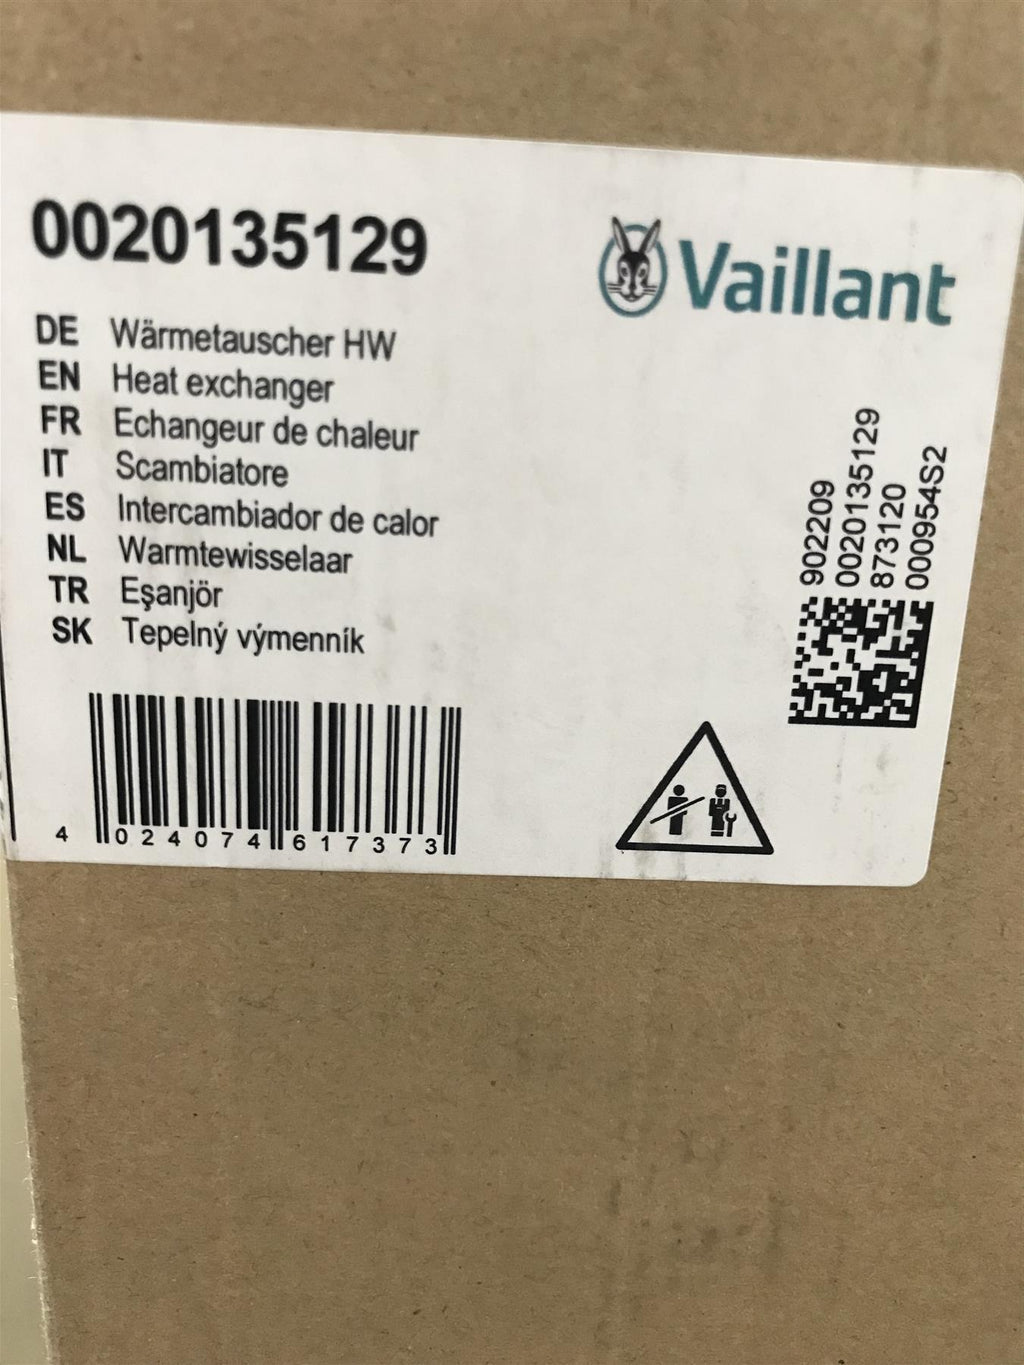 0020135129
Vaillant
DE Wärmetauscher HW
EN Heat exchanger
FR Echangeur de chaleur
IT Scambiatore
ES Intercambiador de calor
NL Warmtewisselaar
TR Eşanjör
SK Tepelný výmenník
902209
0020135129
873120
000954S2
4 024074 617373